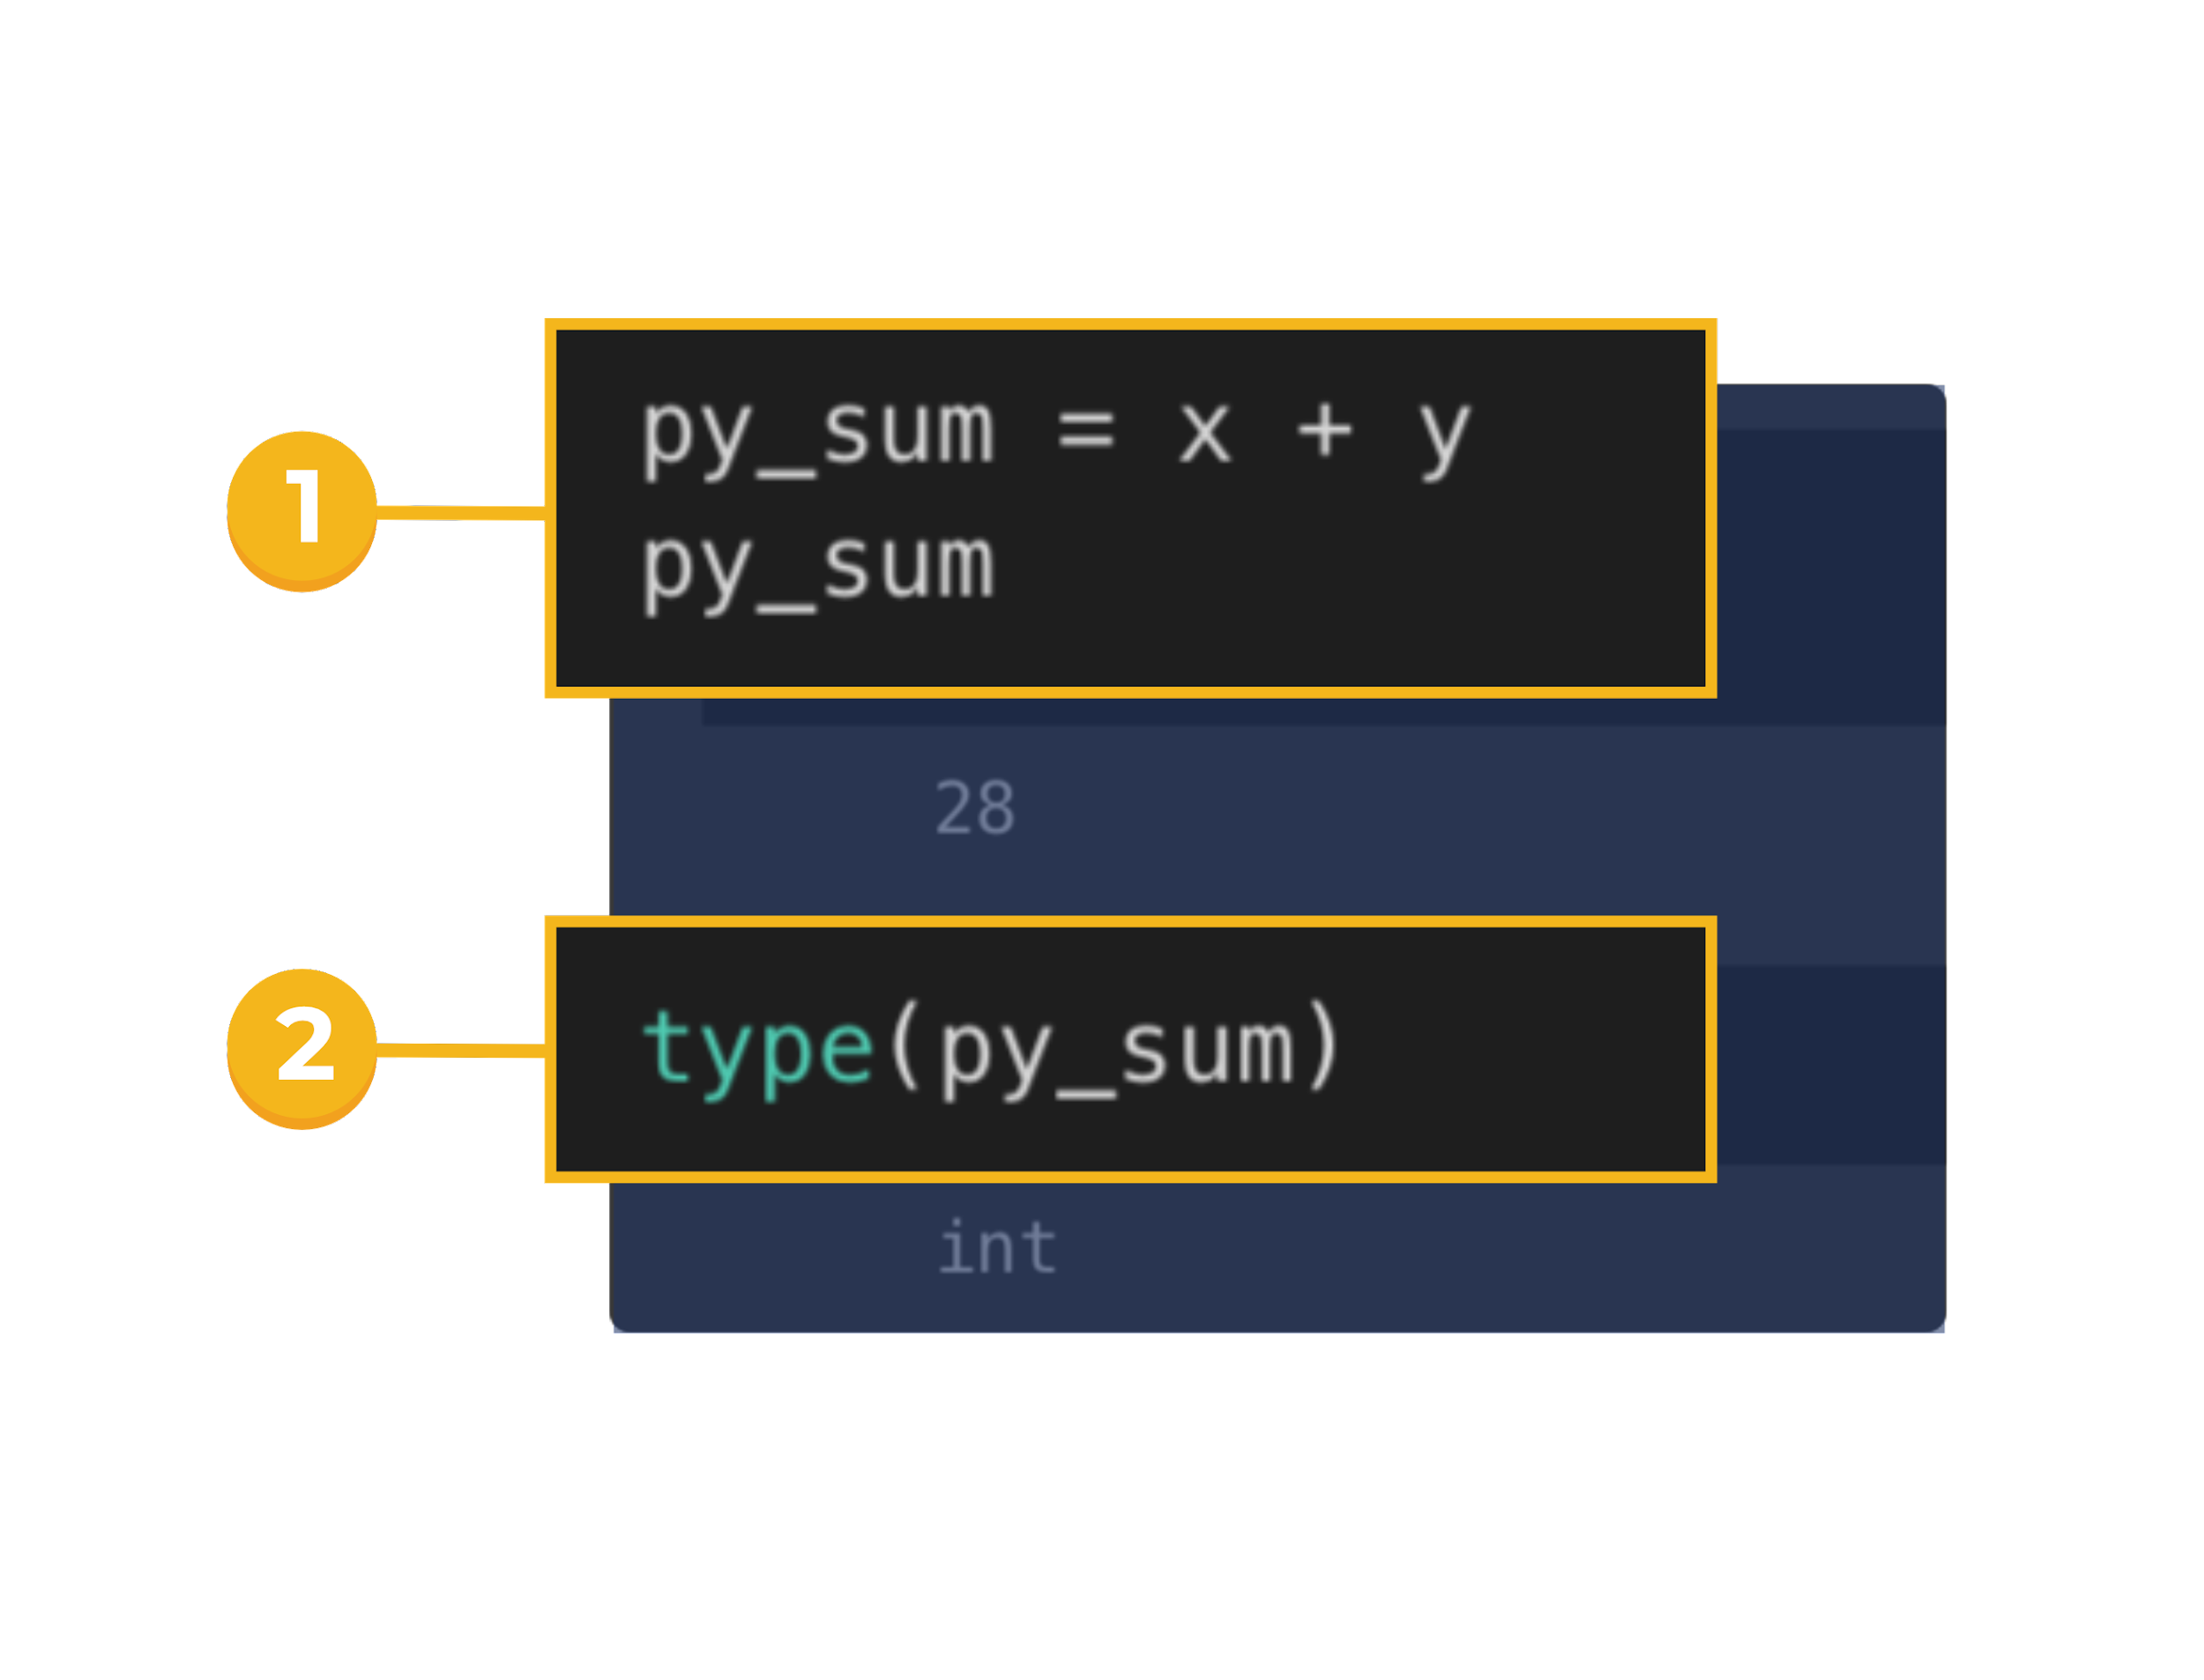 1
py_sum = x + y
py_sum
28
2
type(py_sum)
int